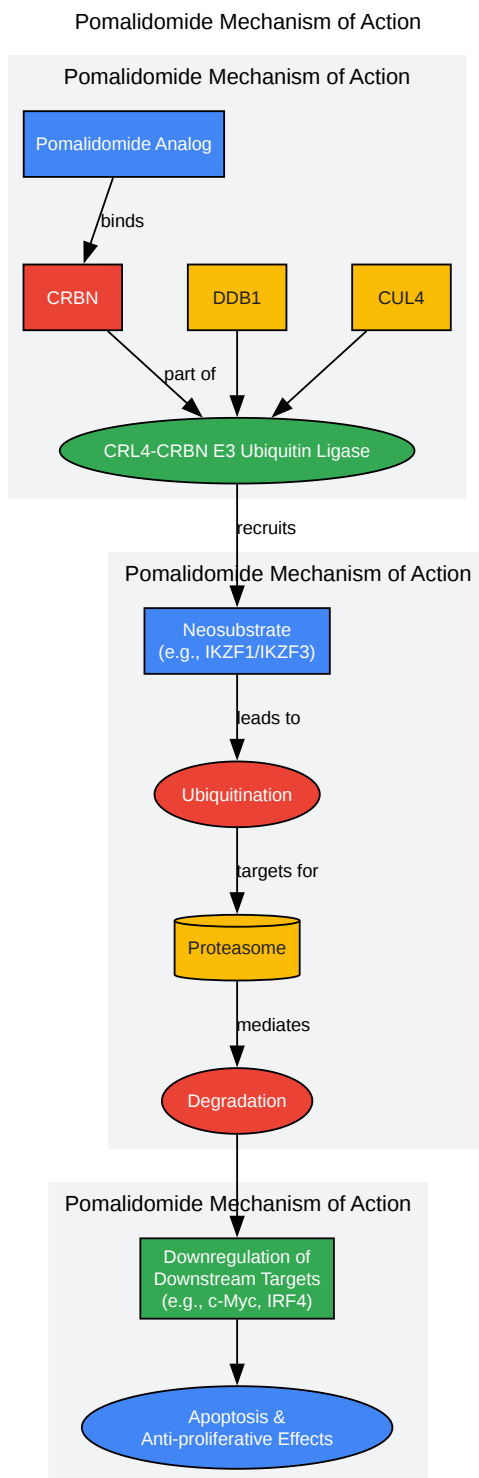 Pomalidomide Mechanism of Action
Pomalidomide Mechanism of Action
Pomalidomide Analog
binds
CRBN
DDB1
CUL4
part of
CRL4-CRBN E3 Ubiquitin Ligase
recruits
Pomalidomide Mechanism of Action
Neosubstrate
(e.g., IKZF1/IKZF3)
leads to
Ubiquitination
targets for
Proteasome
mediates
Degradation
Pomalidomide Mechanism of Action
Downregulation of
Downstream Targets
(e.g., c-Myc, IRF4)
Apoptosis &
Anti-proliferative Effects